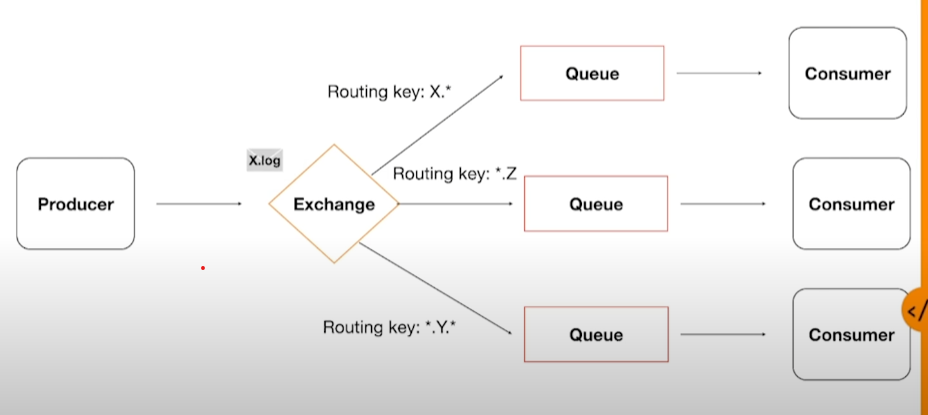 Queue
Consumer
Routing key: X.*
X.log
Routing key: *.Z
Producer
Exchange
Queue
Consumer
Routing key: *.Y.*
Queue
Consumer
<//